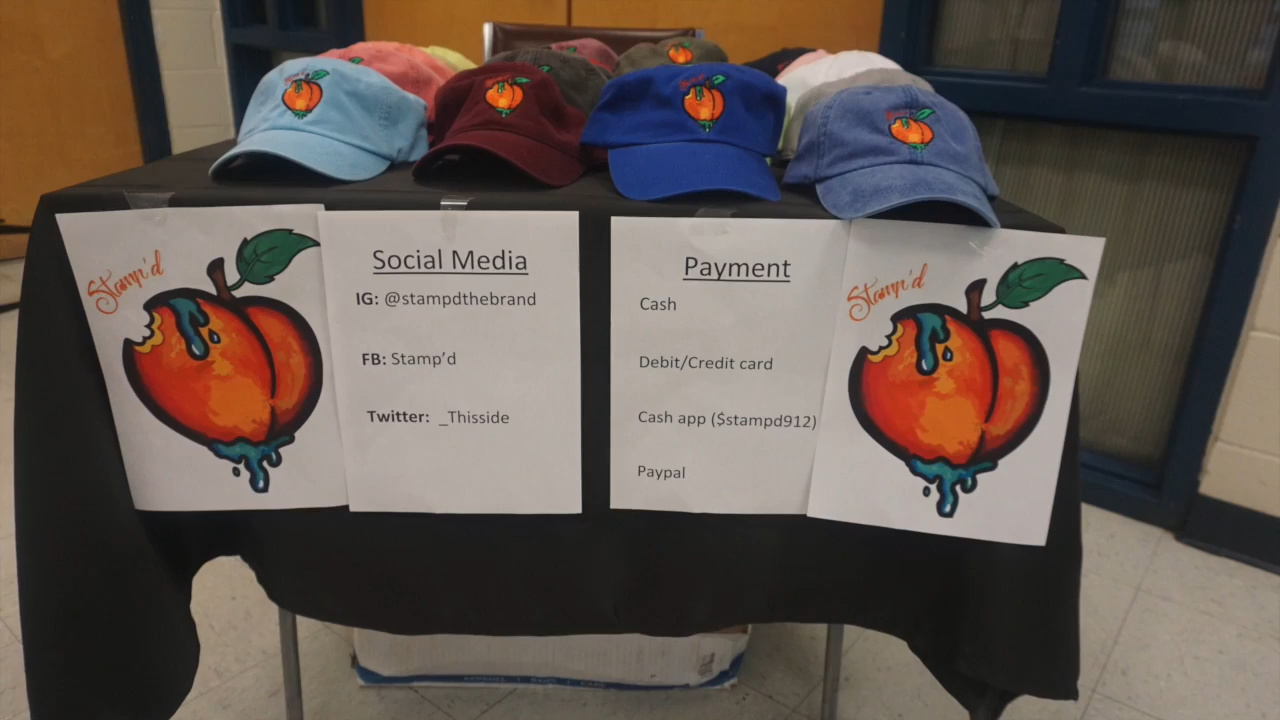 Stamp'd
Social Media
IG: @stampdthebrand
FB: Stamp'd
Twitter: _Thisside
Payment
Cash
Debit/Credit card
Cash app ($stampd912)
Paypal
Stamp'd